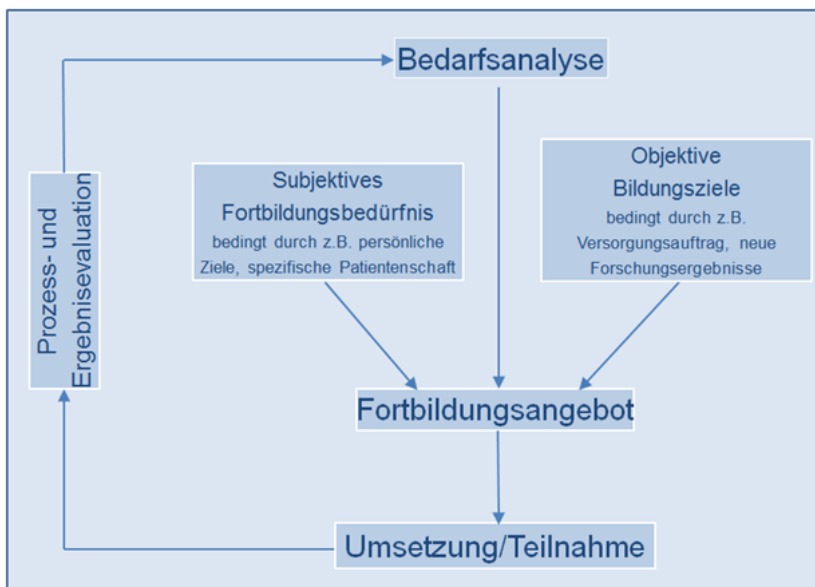 Bedarfsanalyse
Subjektives
Fortbildungsbedürfnis
bedingt durch z.B. persönliche
Ziele, spezifische Patientenschaft
Objektive
Bildungsziele
bedingt durch z.B.
Versorgungsauftrag, neue
Forschungsergebnisse
Prozess- und
Ergebnisevaluation
Fortbildungsangebot
Umsetzung/Teilnahme